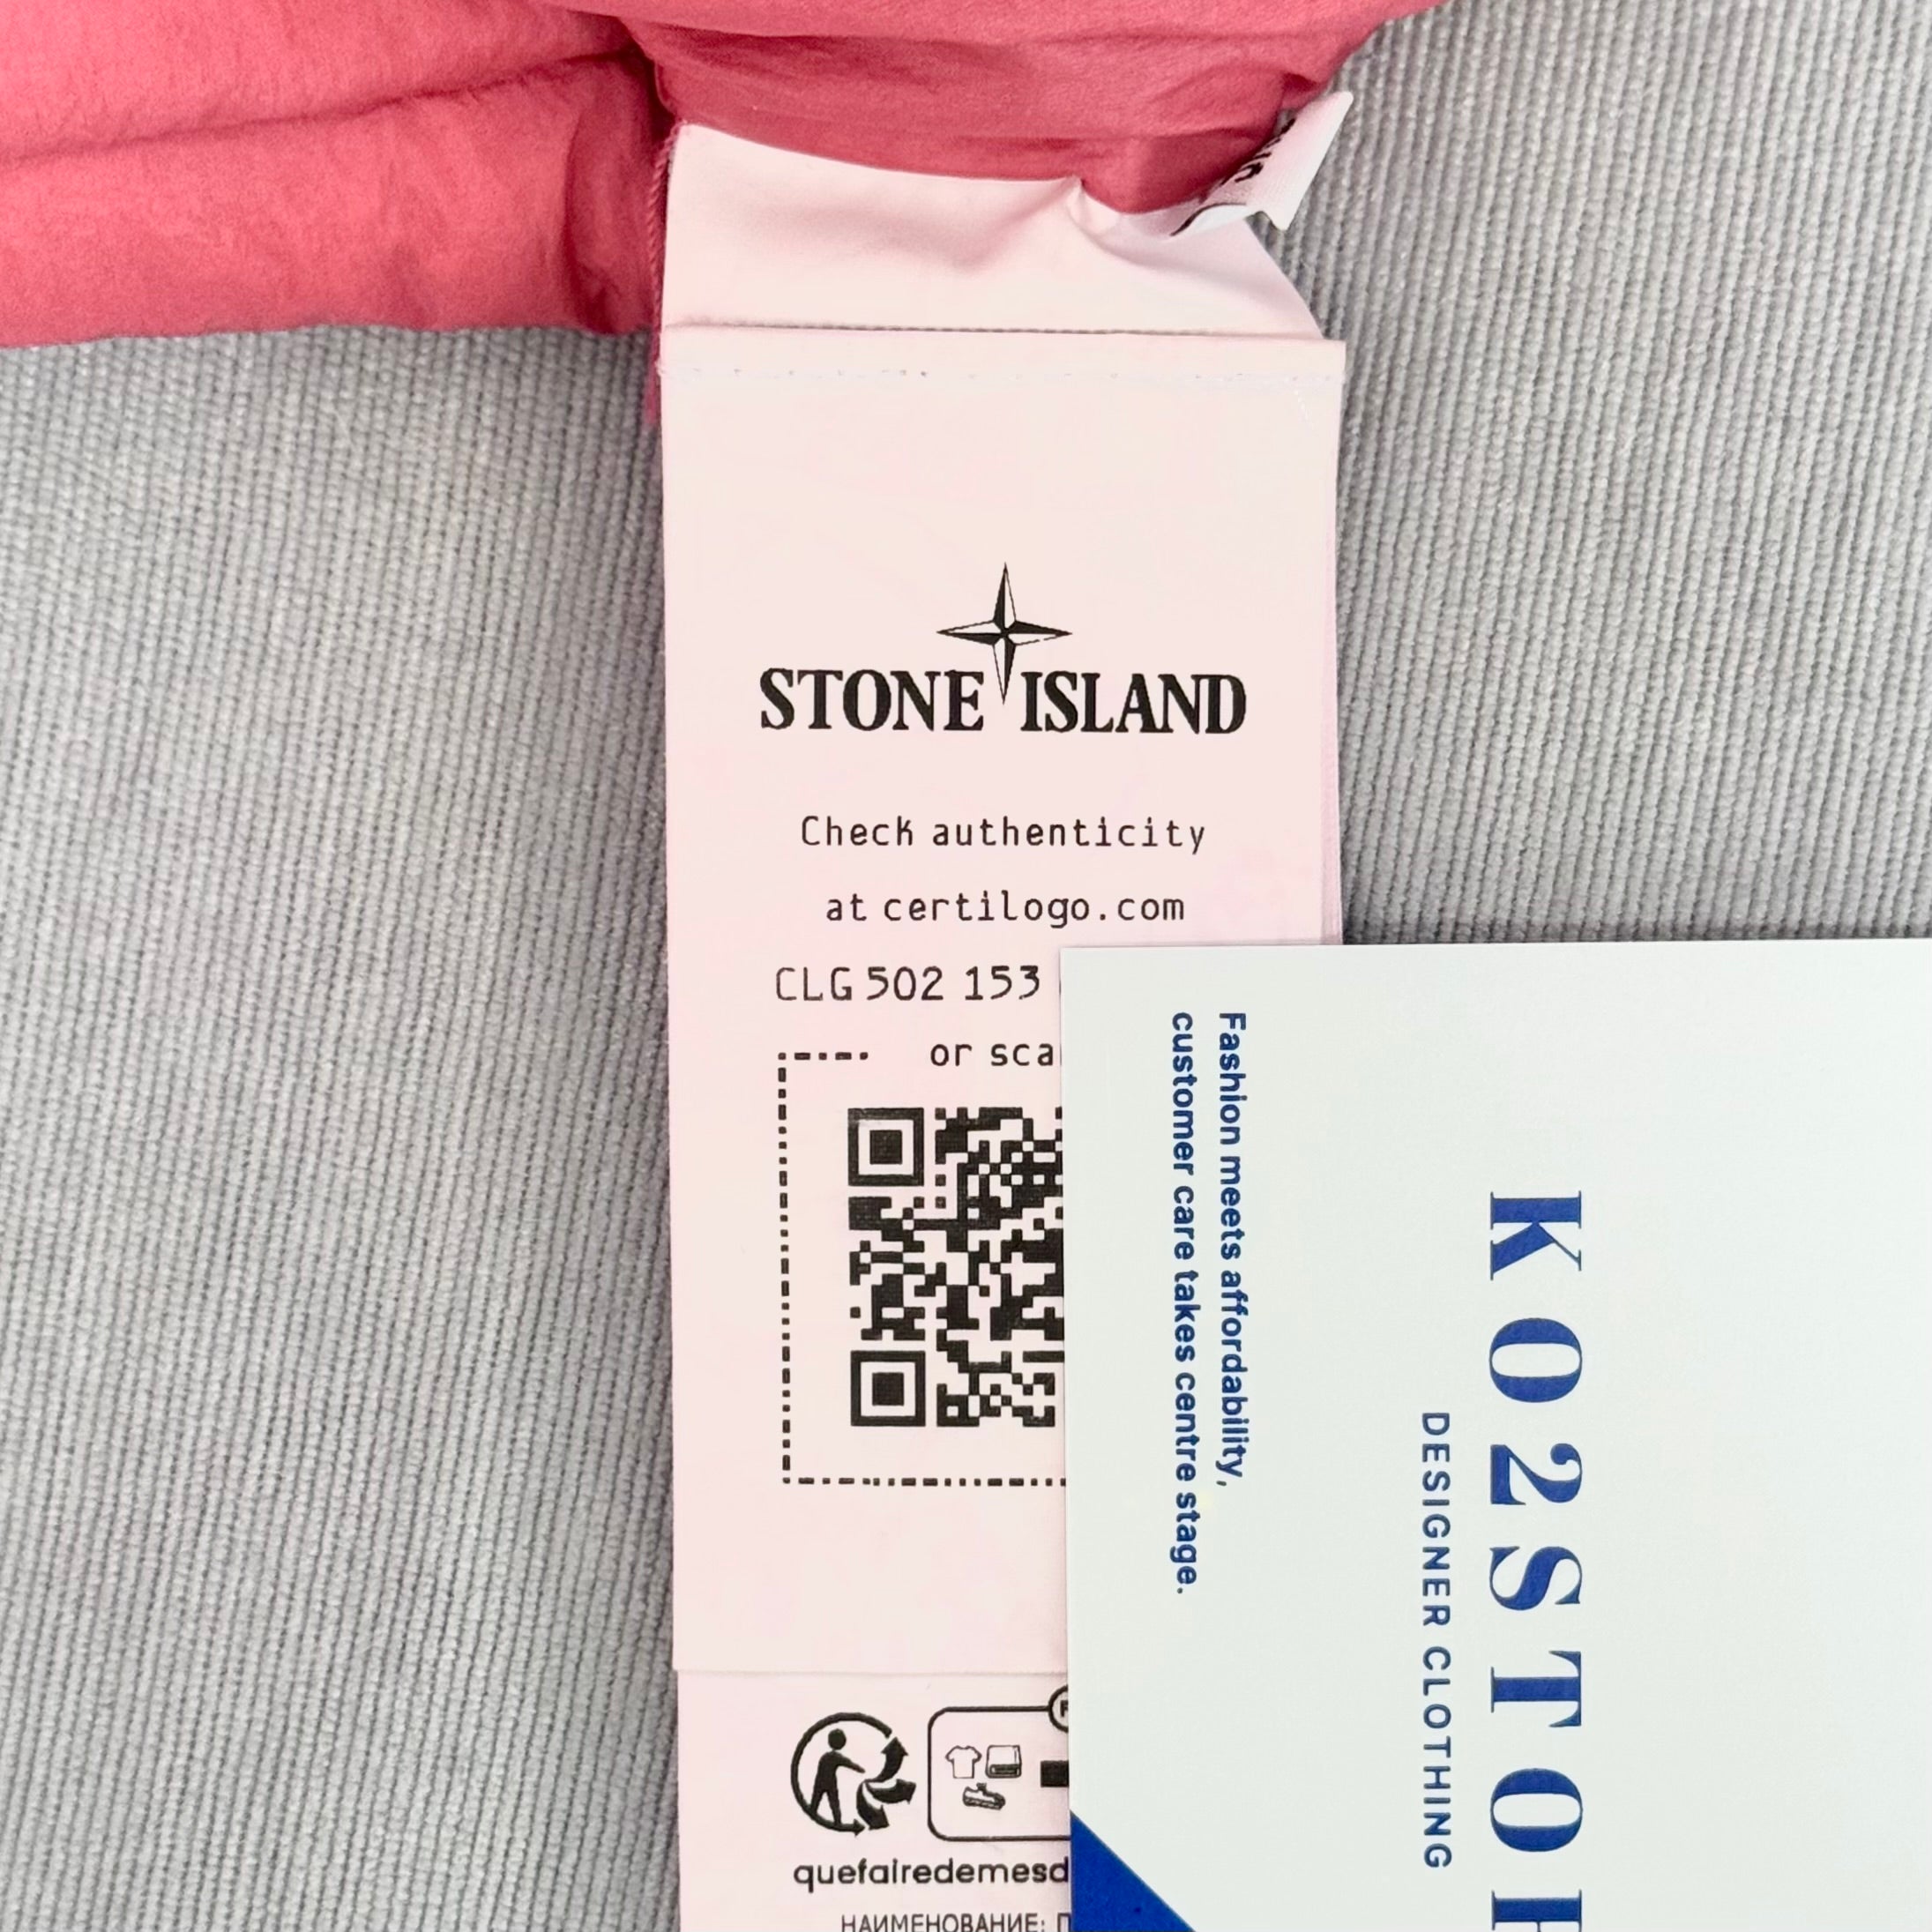 STONE ISLAND
Check authenticity
at certilogo.com
CLG 502 153
or sca
quefairedemesd
НАИМЕНОВАНИЕ: П
Fashion meets affordability,
customer care takes centre stage.
KO2STO
DESIGNER CLOTHING